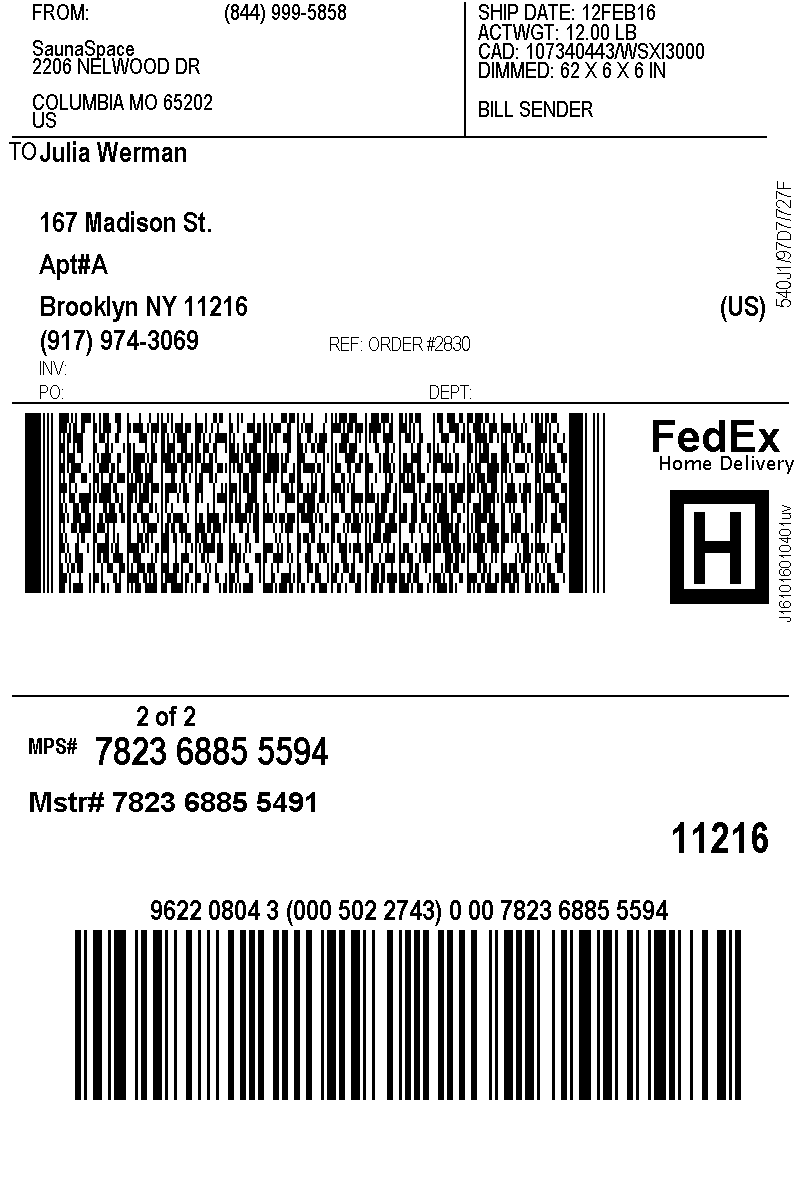 FROM: (844) 999-5858
SaunaSpace
2206 NELWOOD DR
COLUMBIA MO 65202
US
SHIP DATE: 12FEB16
ACTWGT: 12.00 LB
CAD: 107340443/WSXI3000
DIMMED: 62 X 6 X 6 IN
BILL SENDER
TO Julia Werman
167 Madison St.
Apt#A
Brooklyn NY 11216 (US)
(917) 974-3069 REF: ORDER #2830
INV:
PO: DEPT:
540J1/97D7/727F
FedEx
Home Delivery
H
J161016010401uv
2 of 2
MPS# 7823 6885 5594
Mstr# 7823 6885 5491
11216
9622 0804 3 (000 502 2743) 0 00 7823 6885 5594